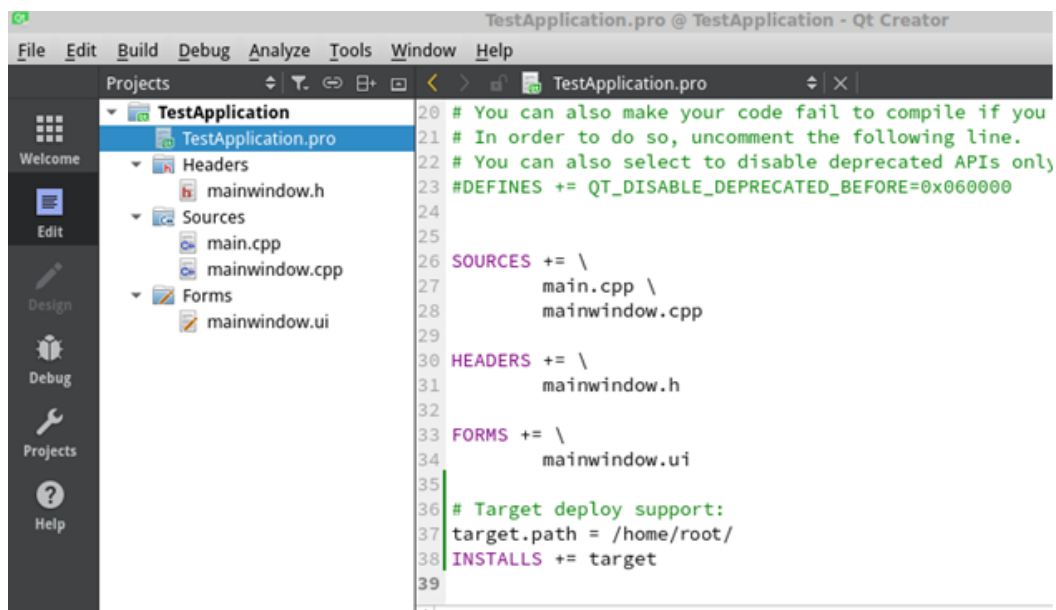 TestApplication.pro @ TestApplication - Qt Creator
File Edit Build Debug Analyze Tools Window Help
Projects
TestApplication.pro
Welcome
Edit
Design
Debug
Projects
Help
TestApplication
TestApplication.pro
Headers
mainwindow.h
Sources
main.cpp
mainwindow.cpp
Forms
mainwindow.ui
20 # You can also make your code fail to compile if you
21 # In order to do so, uncomment the following line.
22 # You can also select to disable deprecated APIs only
23 #DEFINES += QT_DISABLE_DEPRECATED_BEFORE=0x060000
24
25
26 SOURCES += \
27 main.cpp \
28 mainwindow.cpp
29
30 HEADERS += \
31 mainwindow.h
32
33 FORMS += \
34 mainwindow.ui
35
36 # Target deploy support:
37 target.path = /home/root/
38 INSTALLS += target
39